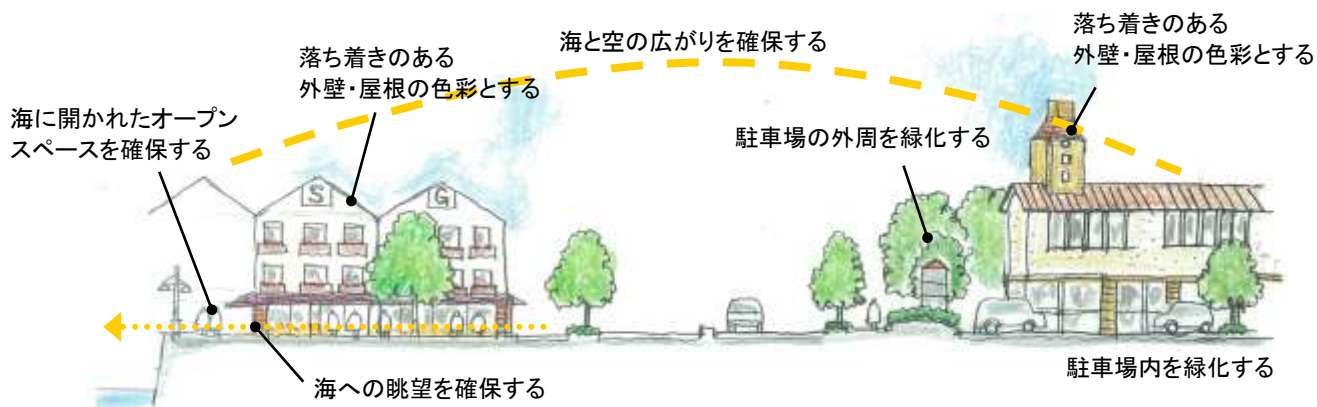 海と空の広がりを確保する
落ち着きのある
外壁・屋根の色彩とする
落ち着きのある
外壁・屋根の色彩とする
海に開かれたオープン
スペースを確保する
駐車場の外周を緑化する
S
G
海への眺望を確保する
駐車場内を緑化する